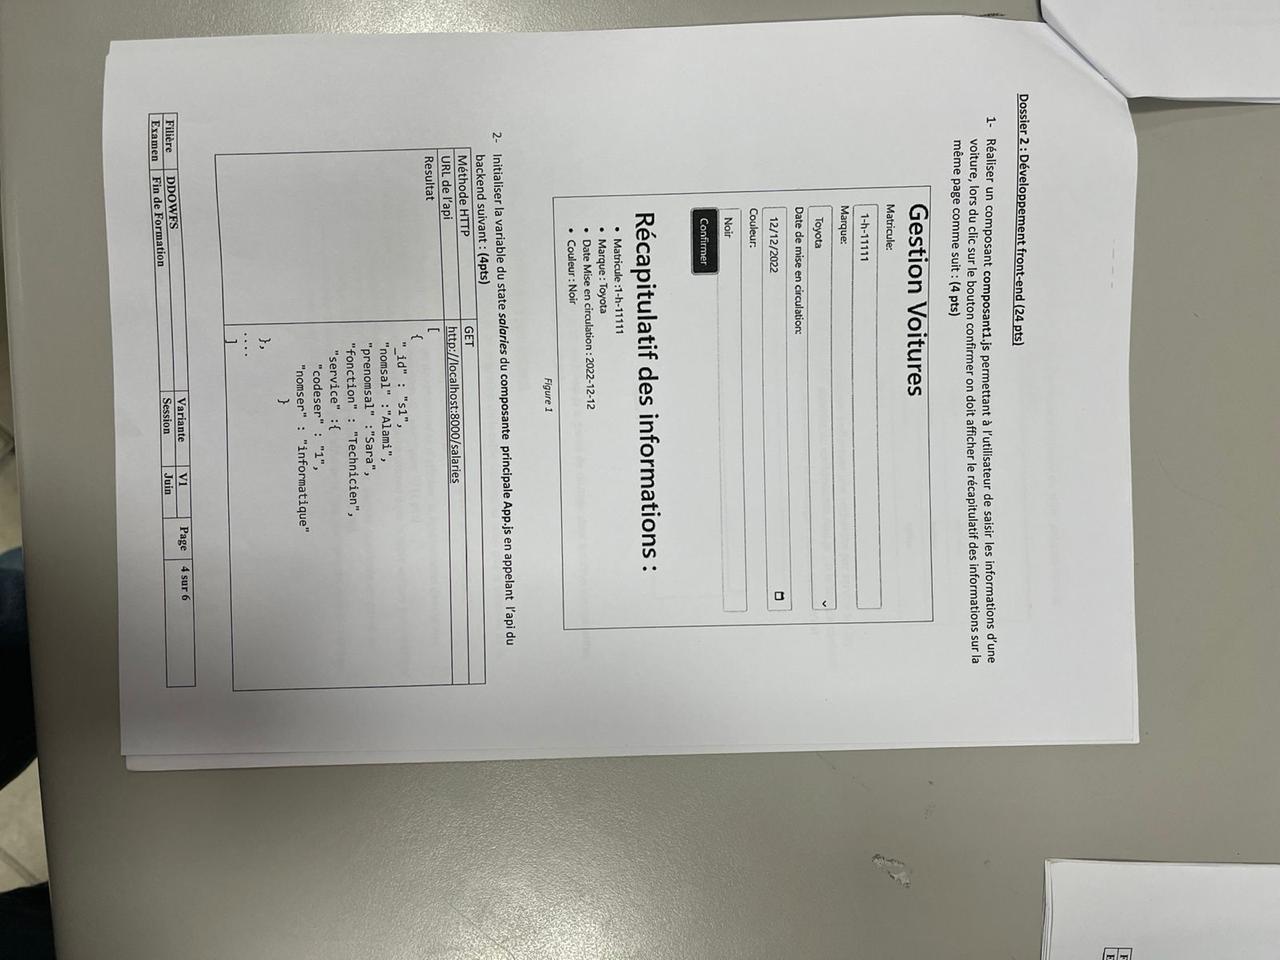 Dossier 2 : Développement front-end (24 pts)
1- Réaliser un composant composant1.js permettant à l'utilisateur de saisir les informations d'une
voiture, lors du clic sur le bouton confirmer on doit afficher le récapitulatif des informations sur la
même page comme suit : (4 pts)
Gestion Voitures
Matricule:
1-h-11111
Marque:
Toyota
Date de mise en circulation:
12/12/2022
Couleur:
Noir
Confirmer
Récapitulatif des informations :
• Matricule :1-h-11111
• Marque : Toyota
• Date Mise en circulation : 2022-12-12
• Couleur : Noir
Figure 1
2- Initialiser la variable du state salaries du composante principale App.js en appelant l'api du
backend suivant : (4pts)
Méthode HTTP GET
URL de l'api http://localhost:8000/salaries
Resultat [
{
"_id" : "s1",
"nomsal" :"Alami",
"prenomsal" :"Sara",
"fonction" : "Technicien",
"service" :{
"codeser" : "1",
"nomser" : "informatique"
}
},
....
]
Filière DDOWFS Variante V1 Page 4 sur 6
Examen Fin de Formation Session Juin
F
E